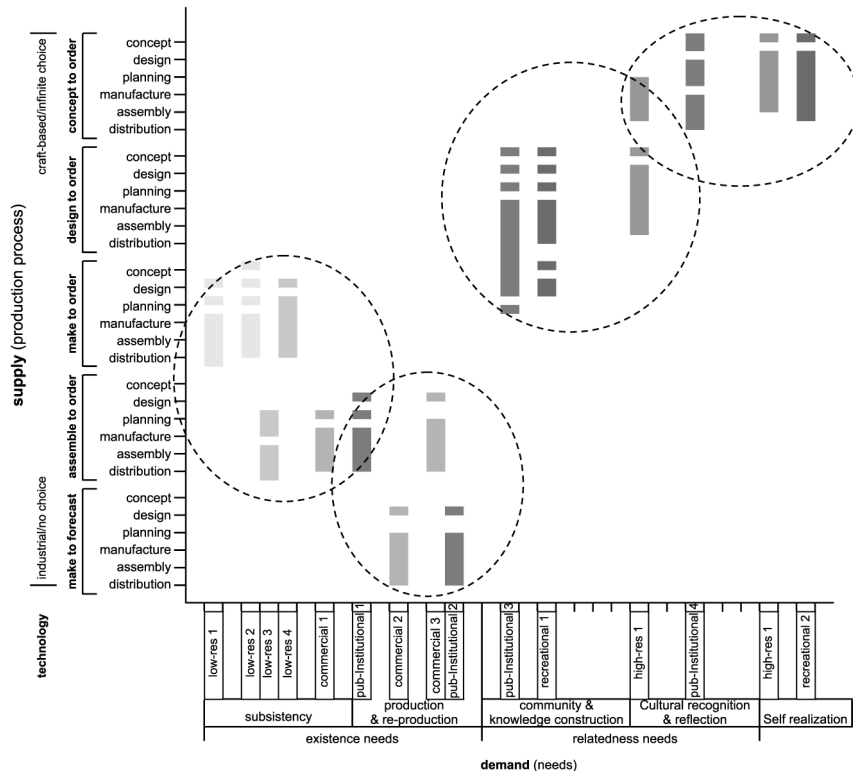 supply (production process)
craft-based/infinite choice
industrial/no choice
concept to order
concept
design
planning
manufacture
assembly
distribution
design to order
concept
design
planning
manufacture
assembly
distribution
make to order
concept
design
planning
manufacture
assembly
distribution
assemble to order
concept
design
planning
manufacture
assembly
distribution
make to forecast
concept
design
planning
manufacture
assembly
distribution
technology
low-res 1
low-res 2
low-res 3
low-res 4
commercial 1
pub-Institutional 1
commercial 2
commercial 3
pub-Institutional 2
pub-Institutional 3
recreational 1
high-res 1
pub-Institutional 4
high-res 1
recreational 2
subsistency
production
& re-production
community &
knowledge construction
Cultural recognition
& reflection
Self realization
existence needs
relatedness needs
demand (needs)